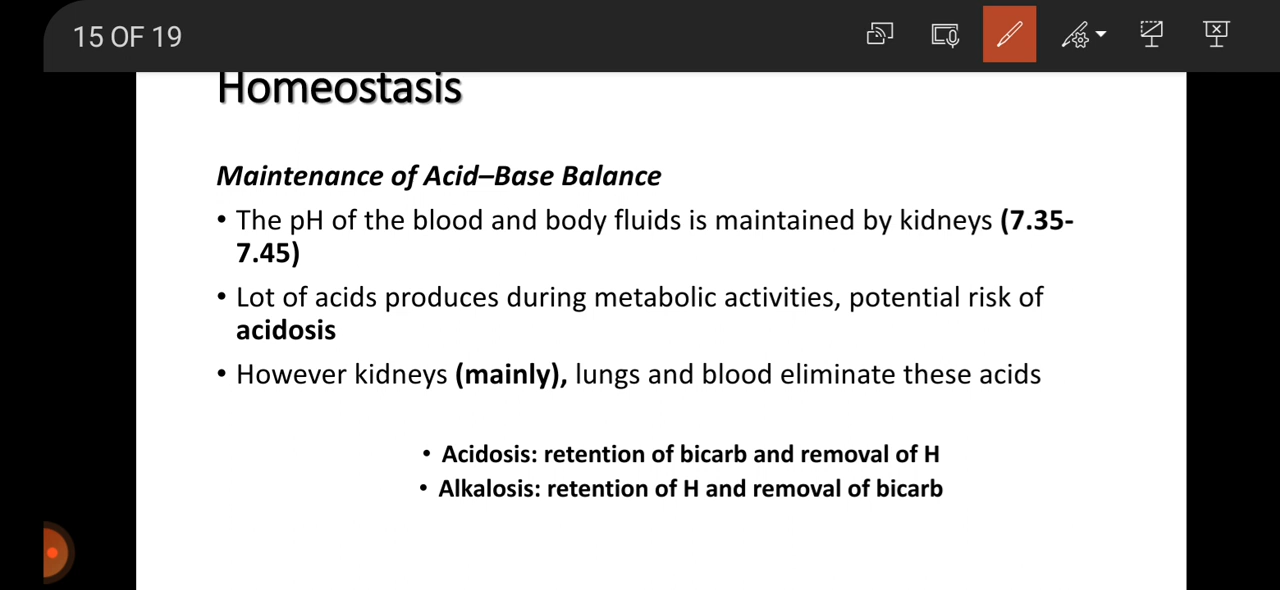 15 OF 19
Homeostasis
Maintenance of Acid–Base Balance
• The pH of the blood and body fluids is maintained by kidneys (7.35-
7.45)
• Lot of acids produces during metabolic activities, potential risk of
acidosis
• However kidneys (mainly), lungs and blood eliminate these acids
• Acidosis: retention of bicarb and removal of H
• Alkalosis: retention of H and removal of bicarb